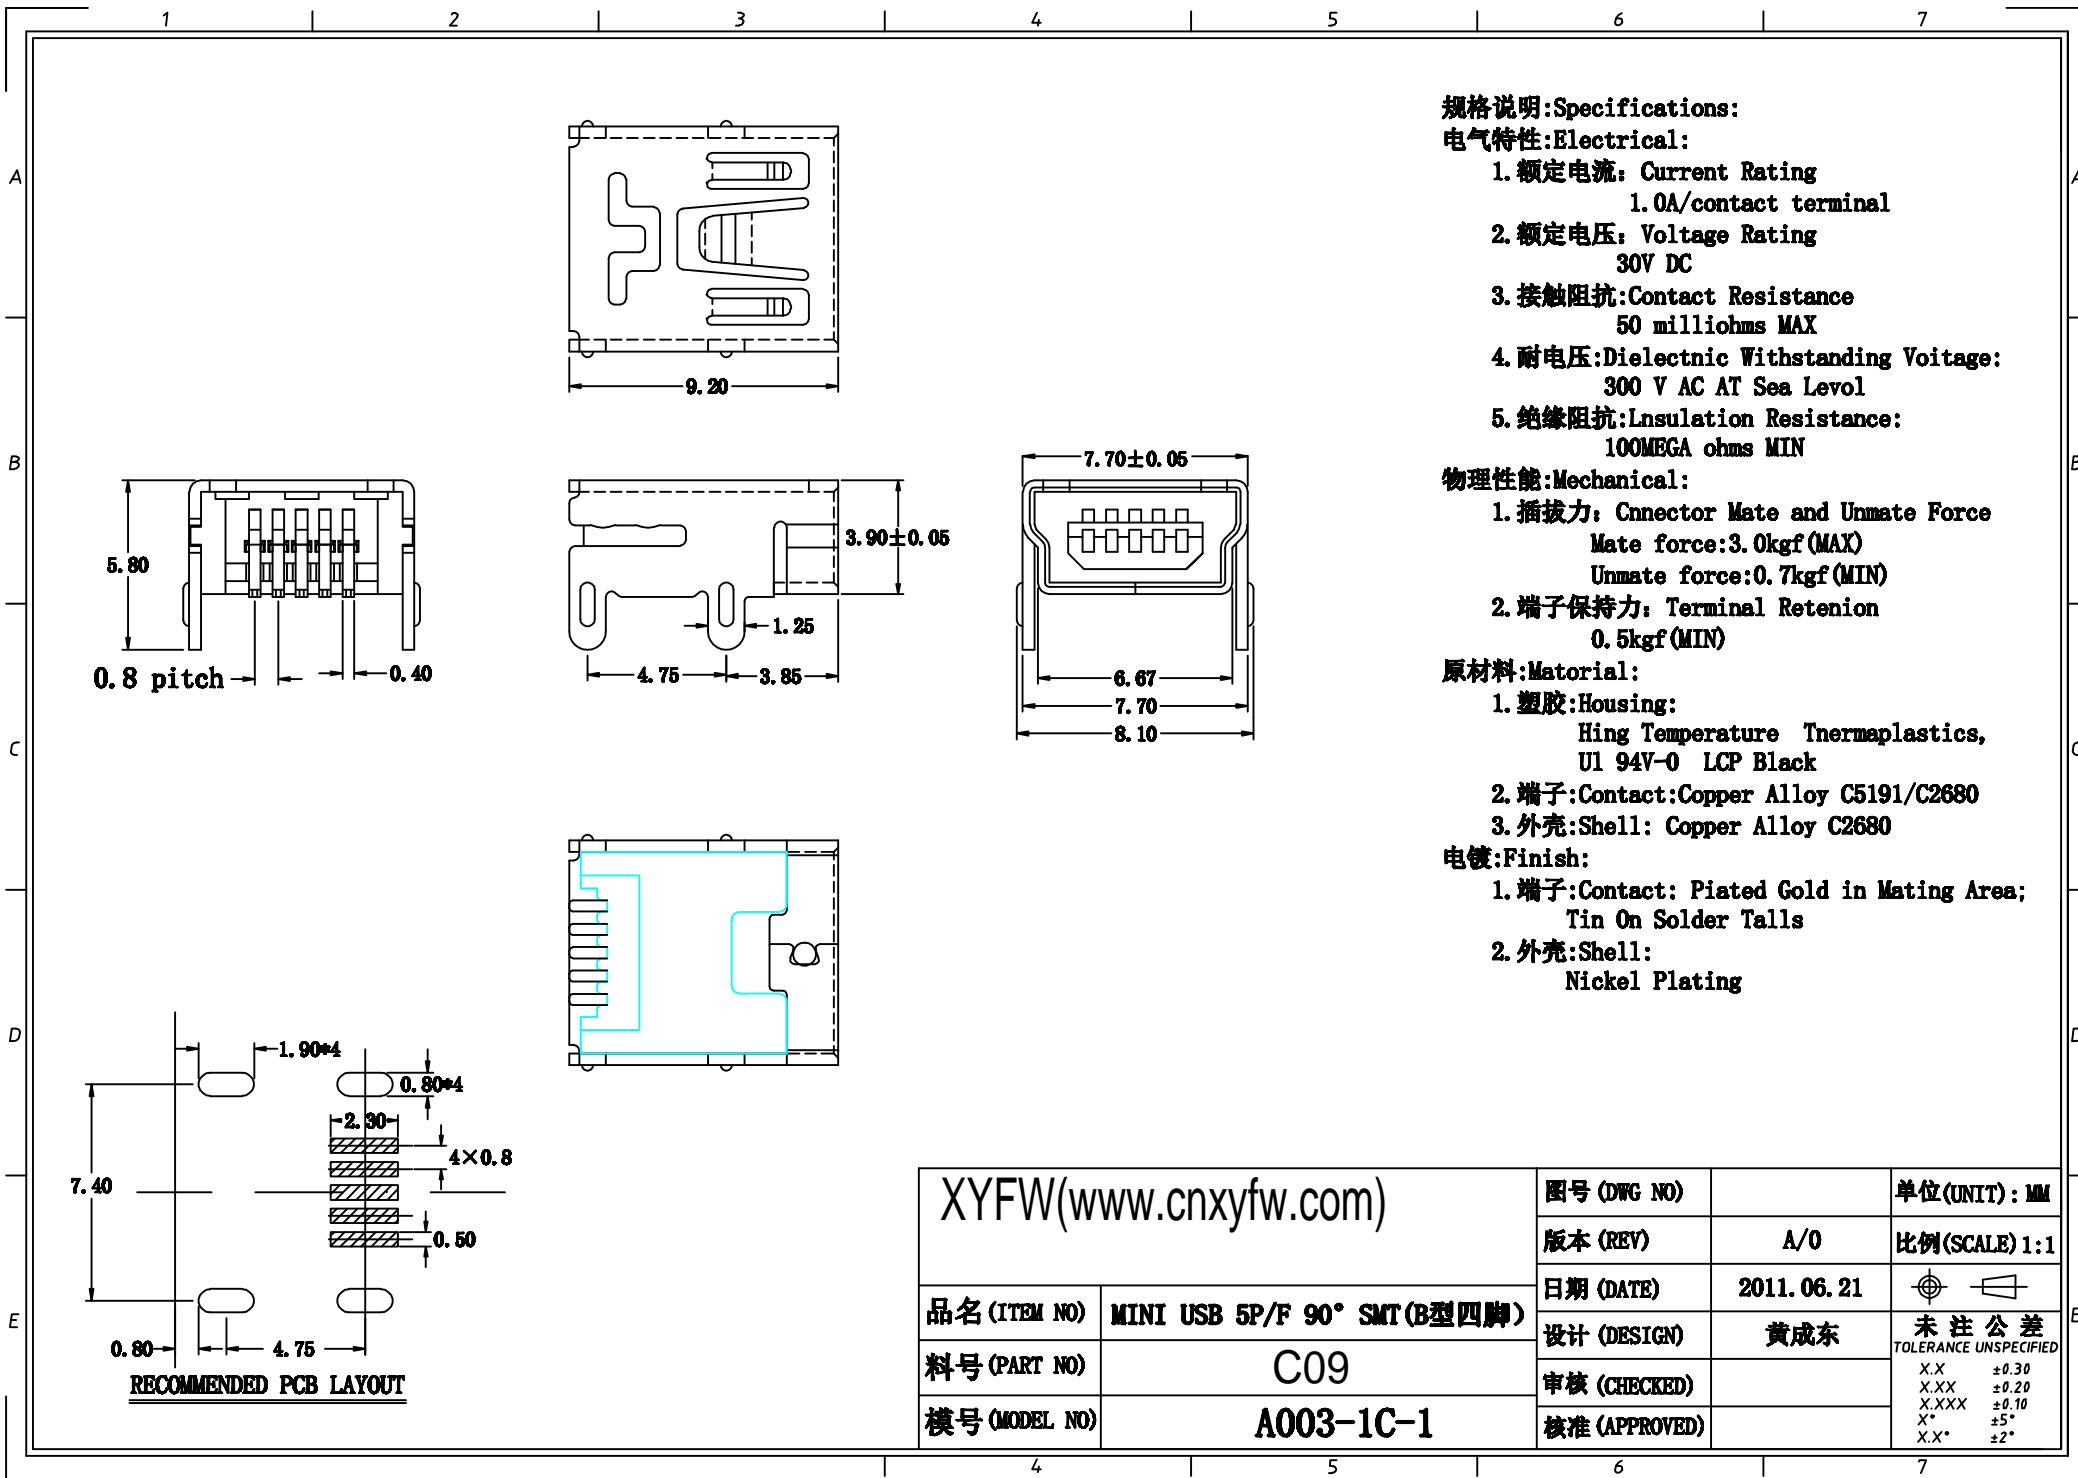 1 2 3 4 5 6 7
A
B
C
D
E
A
B
C
D
E
9.20
5.80
0.8 pitch
0.40
3.90±0.05
1.25
4.75
3.85
7.70±0.05
6.67
7.70
8.10
1.90*4
0.80*4
2.30
4×0.8
7.40
0.50
0.80
4.75
RECOMMENDED PCB LAYOUT
规格说明:Specifications:
电气特性:Electrical:
1.额定电流: Current Rating
1.0A/contact terminal
2.额定电压: Voltage Rating
30V DC
3.接触阻抗:Contact Resistance
50 milliohms MAX
4.耐电压:Dielectnic Withstanding Voitage:
300 V AC AT Sea Levol
5.绝缘阻抗:Lnsulation Resistance:
100MEGA ohms MIN
物理性能:Mechanical:
1.插拔力: Cnnector Mate and Unmate Force
Mate force:3.0kgf(MAX)
Unmate force:0.7kgf(MIN)
2.端子保持力: Terminal Retenion
0.5kgf(MIN)
原材料:Matorial:
1.塑胶:Housing:
Hing Temperature Tnermaplastics,
Ul 94V-0 LCP Black
2.端子:Contact:Copper Alloy C5191/C2680
3.外壳:Shell: Copper Alloy C2680
电镀:Finish:
1.端子:Contact: Piated Gold in Mating Area;
Tin On Solder Talls
2.外壳:Shell:
Nickel Plating
XYFW(www.cnxyfw.com)
品名(ITEM NO) MINI USB 5P/F 90° SMT(B型四脚)
料号(PART NO) C09
模号(MODEL NO) A003-1C-1
图号(DWG NO) 单位(UNIT): MM
版本(REV) A/0 比例(SCALE)1:1
日期(DATE) 2011.06.21
设计(DESIGN) 黄成东
审核(CHECKED)
核准(APPROVED)
未注公差
TOLERANCE UNSPECIFIED
X.X ±0.30
X.XX ±0.20
X.XXX ±0.10
X° ±5°
X.X° ±2°
4 5 6 7